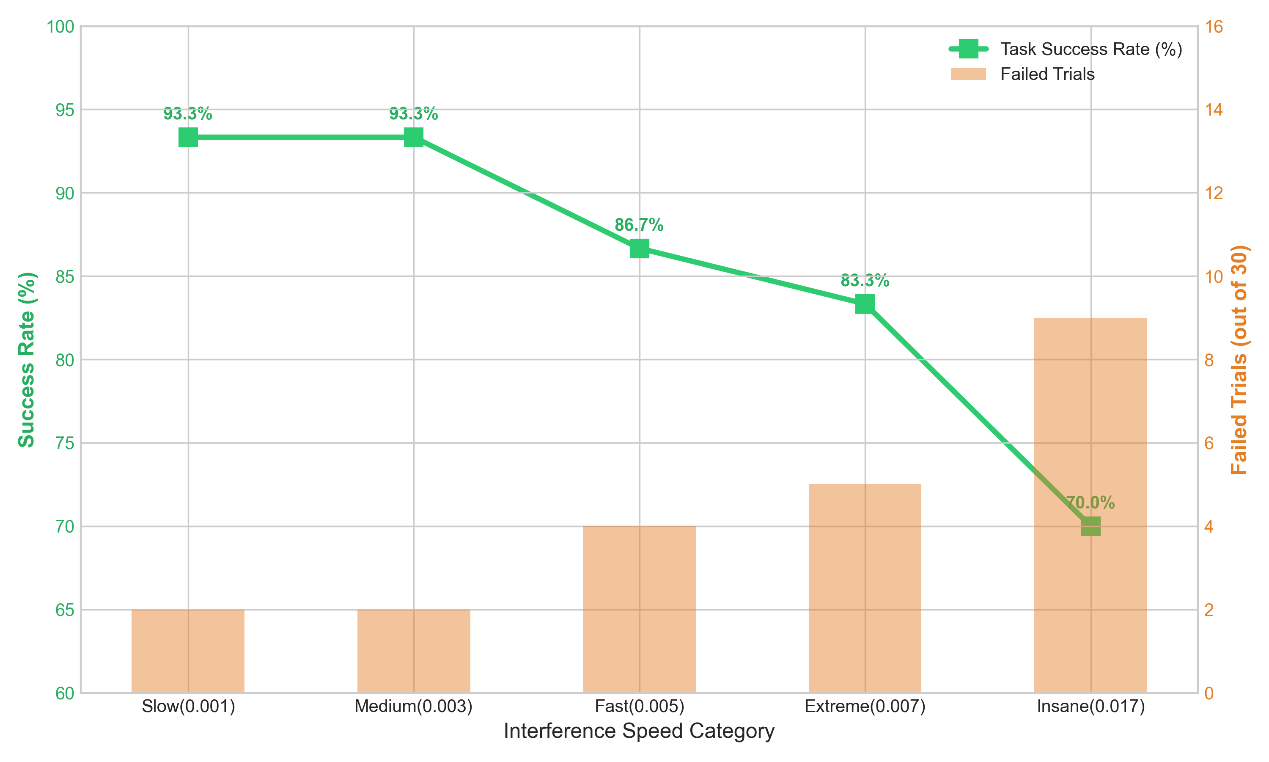 Task Success Rate (%)
Failed Trials
100
95
90
85
80
75
70
65
60
Success Rate (%)
93.3%
93.3%
86.7%
83.3%
70.0%
16
14
12
10
8
6
4
2
0
Failed Trials (out of 30)
Slow(0.001)
Medium(0.003)
Fast(0.005)
Extreme(0.007)
Insane(0.017)
Interference Speed Category